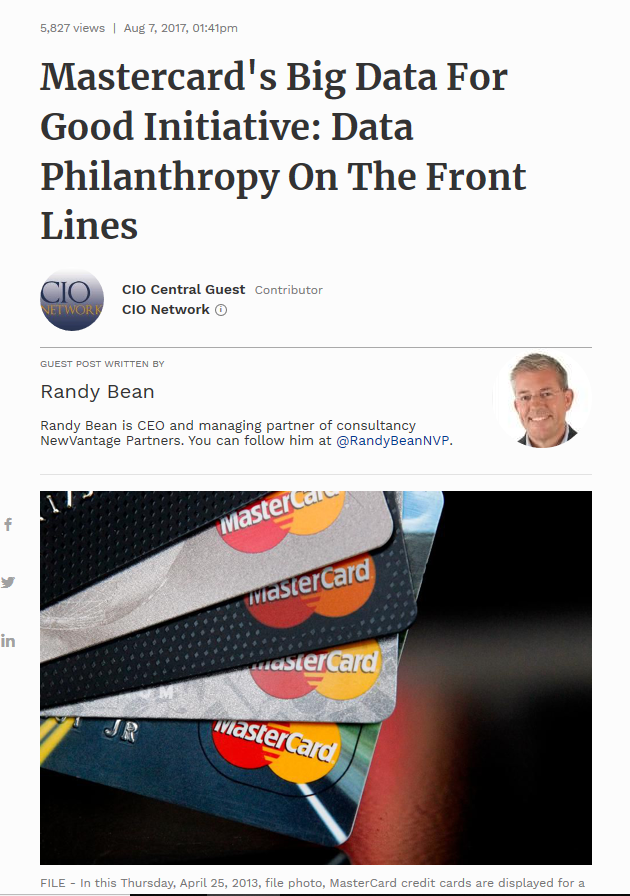 5,827 views | Aug 7, 2017, 01:41pm
Mastercard's Big Data For
Good Initiative: Data
Philanthropy On The Front
Lines
CIO
NETWORK
CIO Central Guest Contributor
CIO Network
GUEST POST WRITTEN BY
Randy Bean
Randy Bean is CEO and managing partner of consultancy
NewVantage Partners. You can follow him at @RandyBeanNVP.
MasterCard
MasterCard
MasterCard
MasterCard
JR
FILE - In this Thursday, April 25, 2013, file photo, MasterCard credit cards are displayed for a